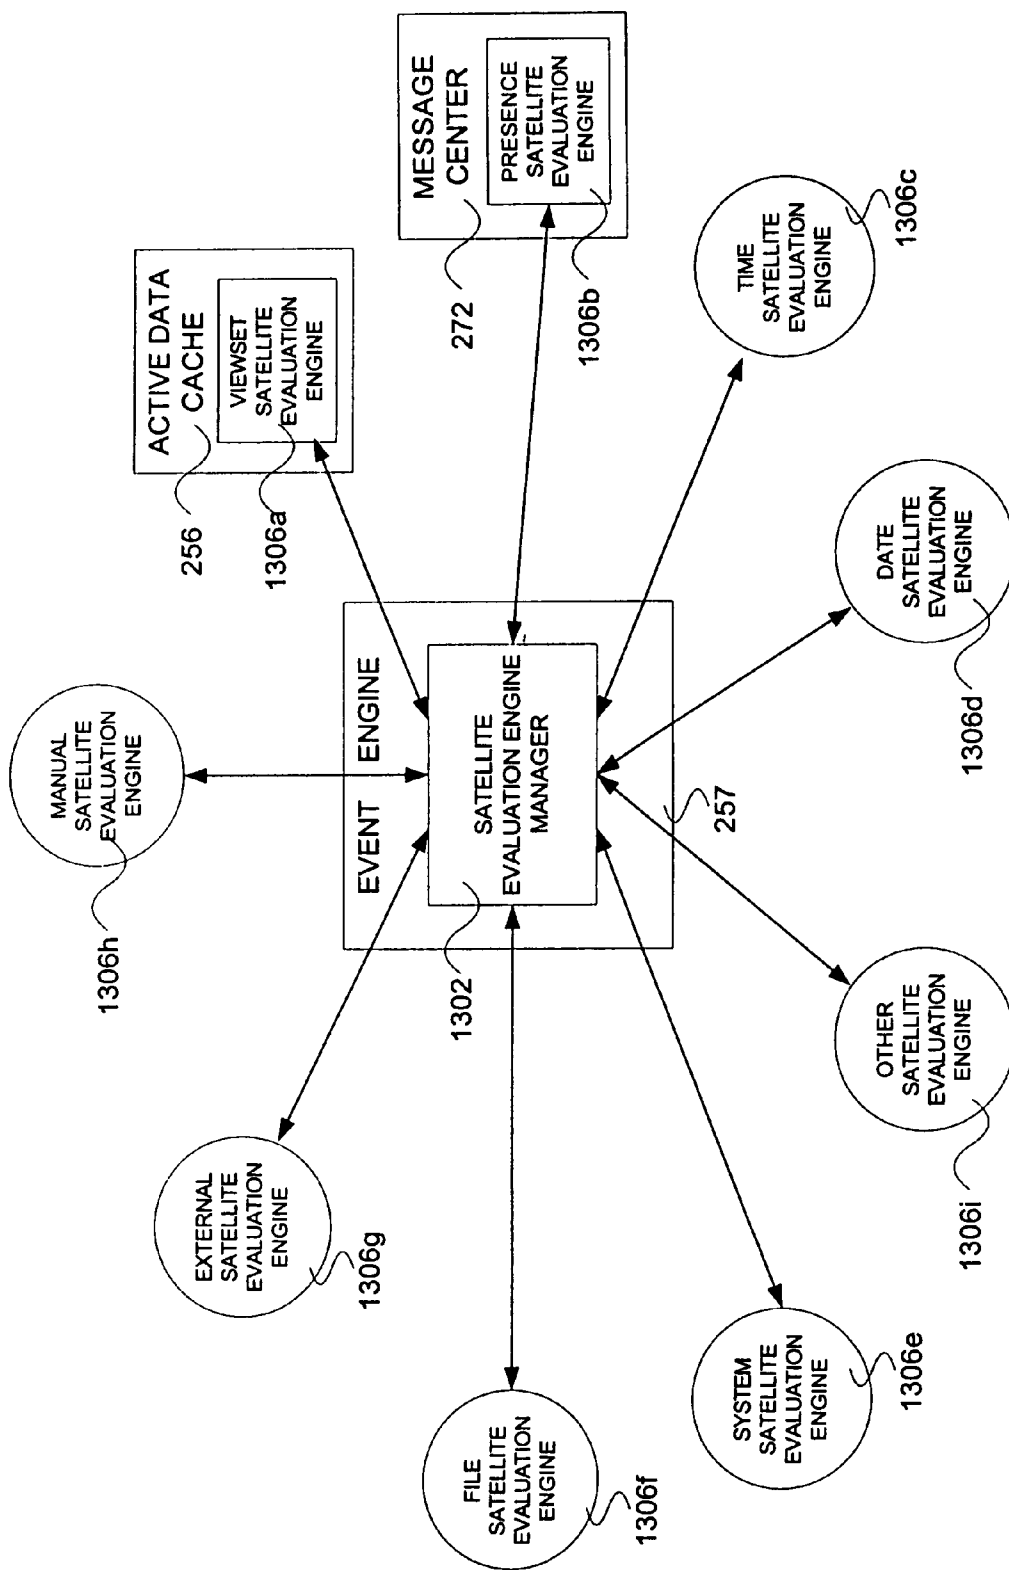 MANUAL
SATELLITE
EVALUATION
ENGINE
1306h
ACTIVE DATA
CACHE
VIEWSET
SATELLITE
EVALUATION
ENGINE
256
1306a
MESSAGE
CENTER
PRESENCE
SATELLITE
EVALUATION
ENGINE
272
1306b
TIME
SATELLITE
EVALUATION
ENGINE
1306c
DATE
SATELLITE
EVALUATION
ENGINE
1306d
OTHER
SATELLITE
EVALUATION
ENGINE
1306i
SYSTEM
SATELLITE
EVALUATION
ENGINE
1306e
FILE
SATELLITE
EVALUATION
ENGINE
1306f
EXTERNAL
SATELLITE
EVALUATION
ENGINE
1306g
EVENT ENGINE
SATELLITE
EVALUATION ENGINE
MANAGER
1302
257